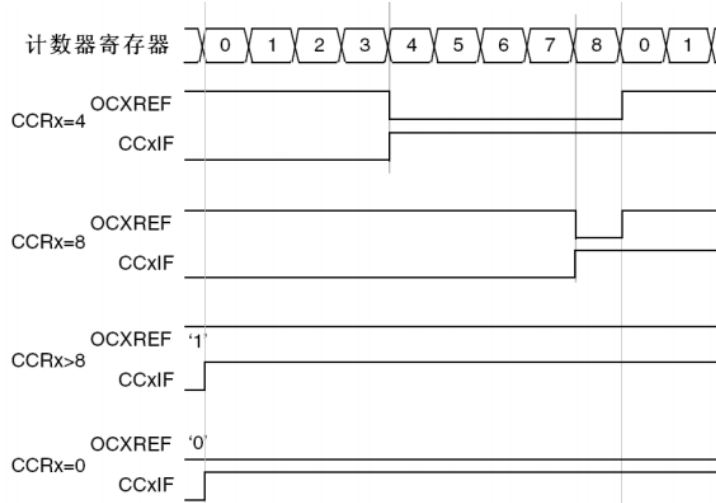 计数器寄存器 0 1 2 3 4 5 6 7 8 0 1
OCXREF
CCRx=4
CCxIF
OCXREF
CCRx=8
CCxIF
OCXREF '1'
CCRx>8
CCxIF
OCXREF '0'
CCRx=0
CCxIF